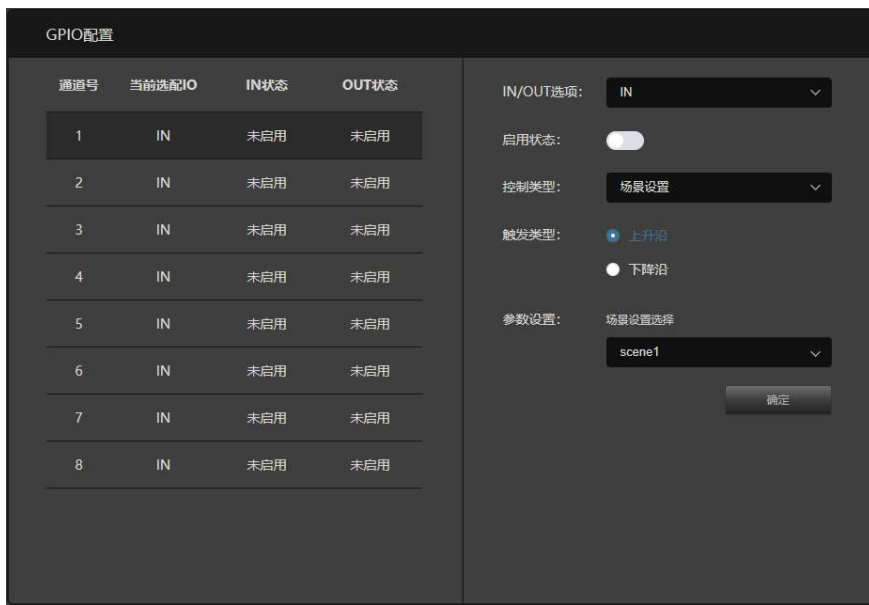 GPIO配置
通道号 当前选配IO IN状态 OUT状态
1 IN 未启用 未启用
2 IN 未启用 未启用
3 IN 未启用 未启用
4 IN 未启用 未启用
5 IN 未启用 未启用
6 IN 未启用 未启用
7 IN 未启用 未启用
8 IN 未启用 未启用
IN/OUT选项: IN
启用状态:
控制类型: 场景设置
触发类型: 上升沿
下降沿
参数设置: 场景设置选择
scene1
确定